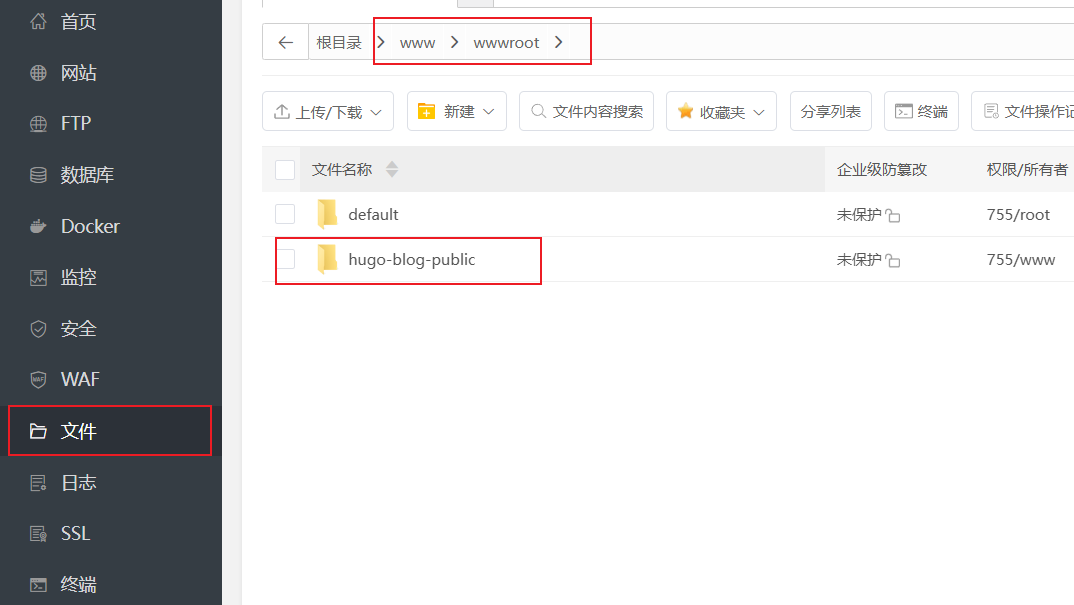 首页
网站
FTP
数据库
Docker
监控
安全
WAF
文件
日志
SSL
终端
根目录 www wwwroot
上传/下载 新建 文件内容搜索 收藏夹 分享列表 终端 文件操作记
文件名称 企业级防篡改 权限/所有者
default 未保护 755/root
hugo-blog-public 未保护 755/www